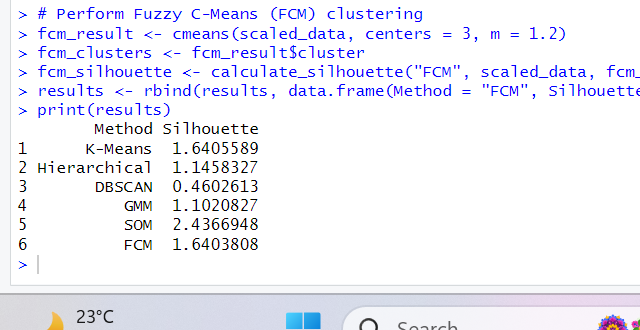 > # Perform Fuzzy C-Means (FCM) clustering
> fcm_result <- cmeans(scaled_data, centers = 3, m = 1.2)
> fcm_clusters <- fcm_result$cluster
> fcm_silhouette <- calculate_silhouette("FCM", scaled_data, fcm_
> results <- rbind(results, data.frame(Method = "FCM", Silhouette
> print(results)
Method Silhouette
1 K-Means 1.6405589
2 Hierarchical 1.1458327
3 DBSCAN 0.4602613
4 GMM 1.1020827
5 SOM 2.4366948
6 FCM 1.6403808
>
23°C
Search